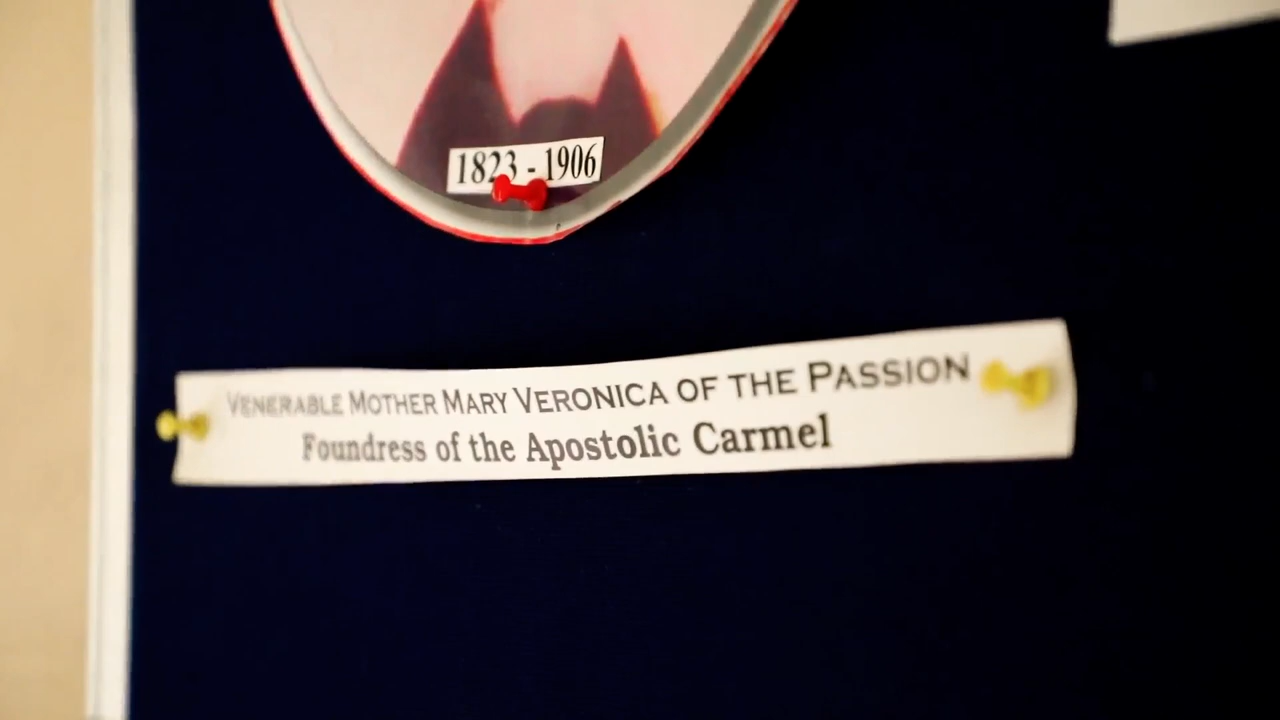 1823 - 1906
VENERABLE MOTHER MARY VERONICA OF THE PASSION
Foundress of the Apostolic Carmel